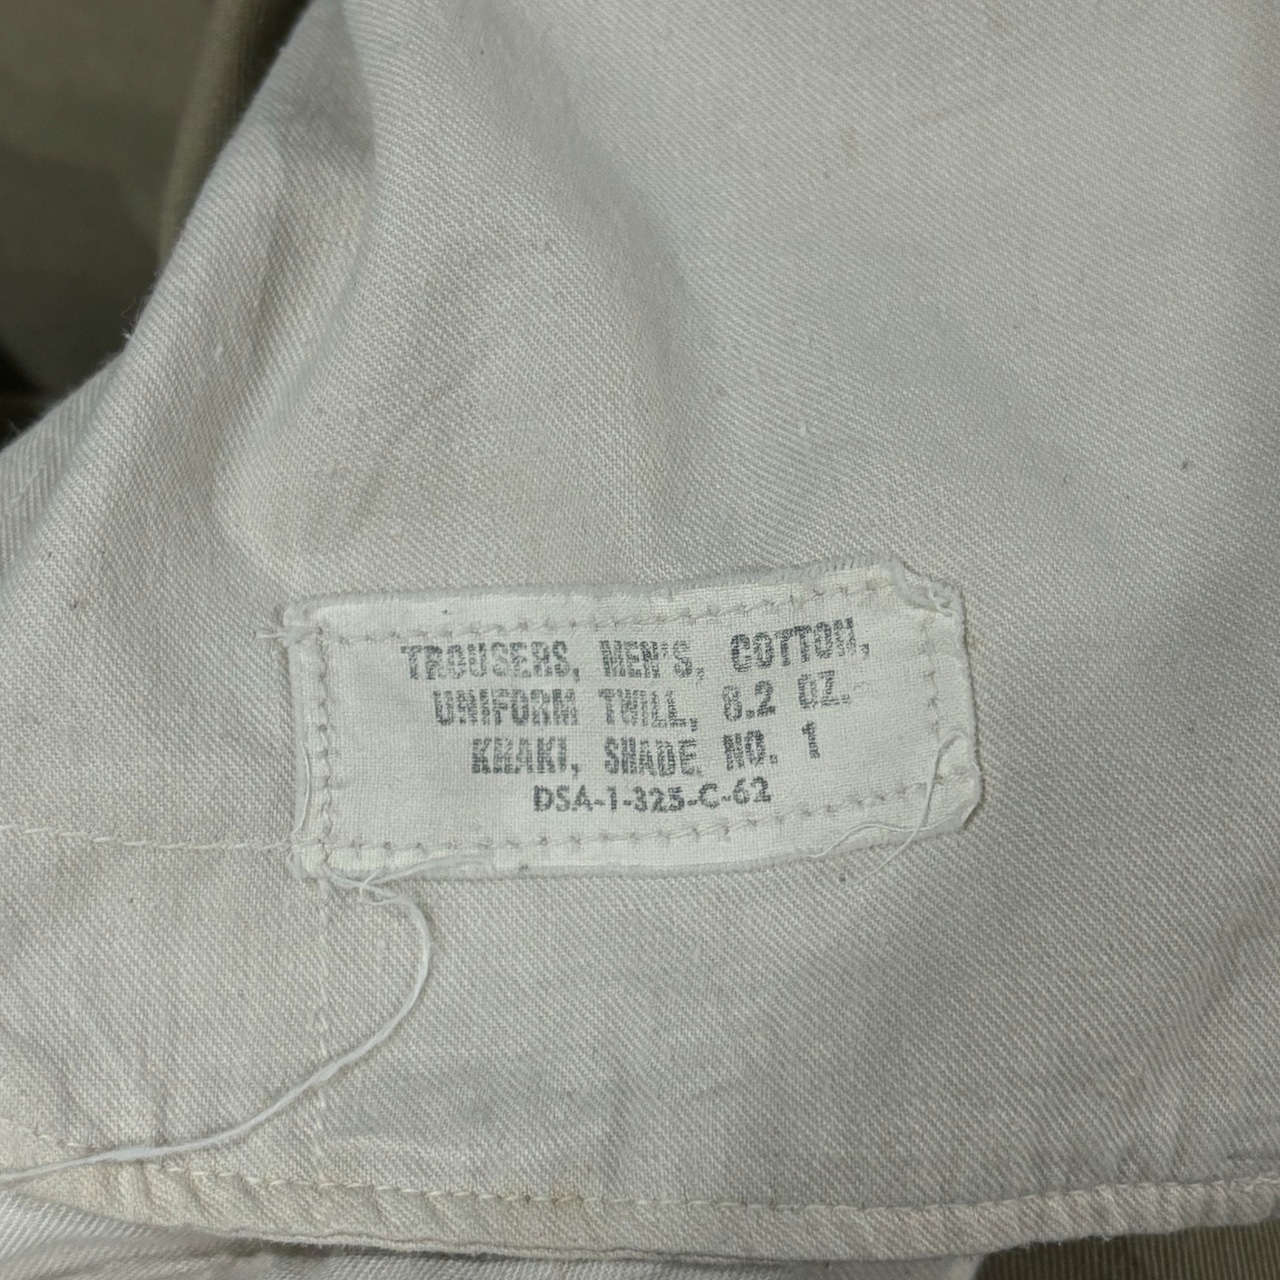 TROUSERS, MEN'S, COTTON,
UNIFORM TWILL, 8.2 OZ.
KHAKI, SHADE NO. 1
DSA-1-325-C-62